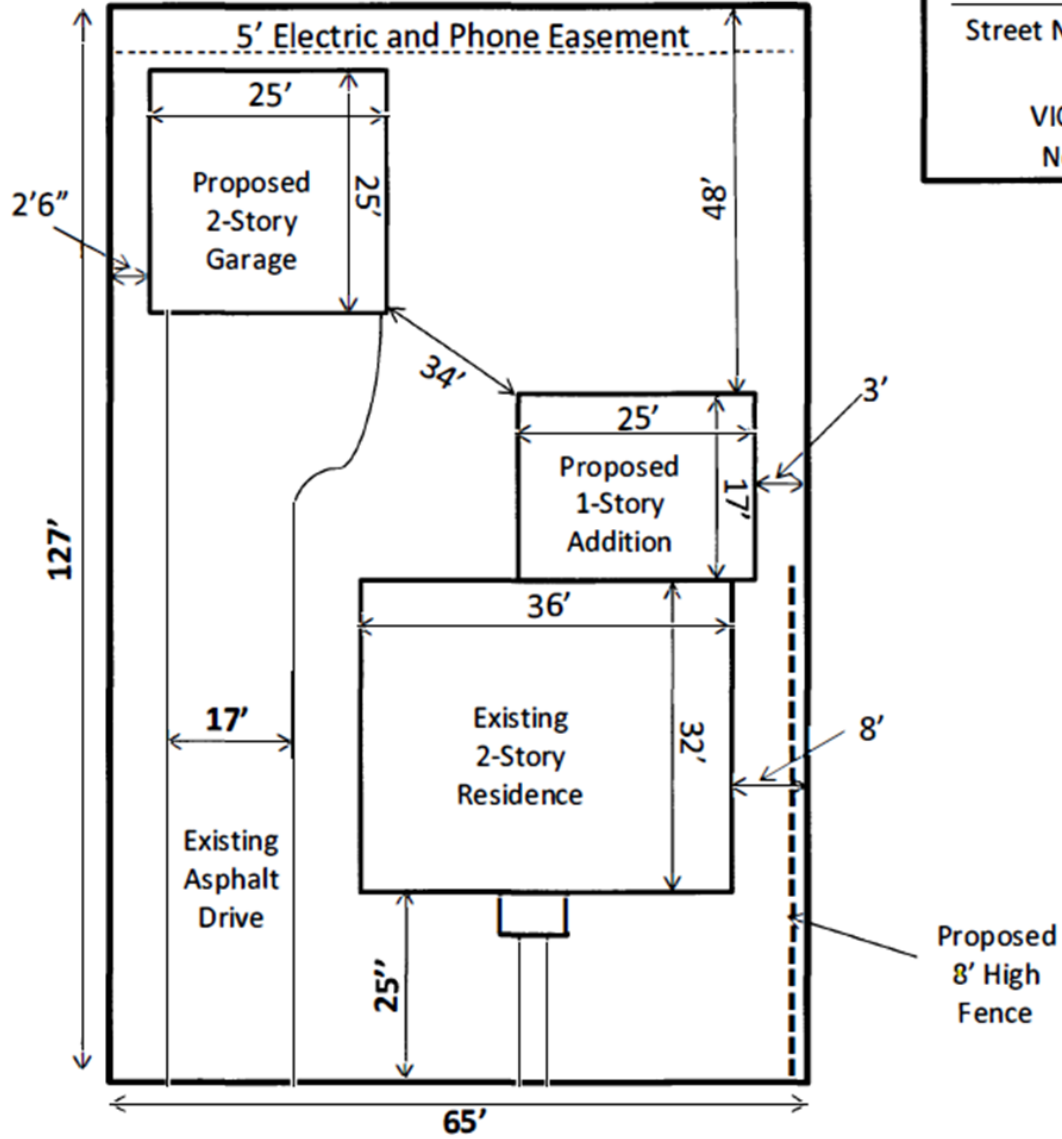 Street N
VIC
N
5’ Electric and Phone Easement
25’
25’
Proposed
2-Story
Garage
2’6”
48’
34’
3’
25’
17’
Proposed
1-Story
Addition
127’
36’
32’
Existing
2-Story
Residence
17’
8’
Existing
Asphalt
Drive
25’’
Proposed
8’ High
Fence
65’